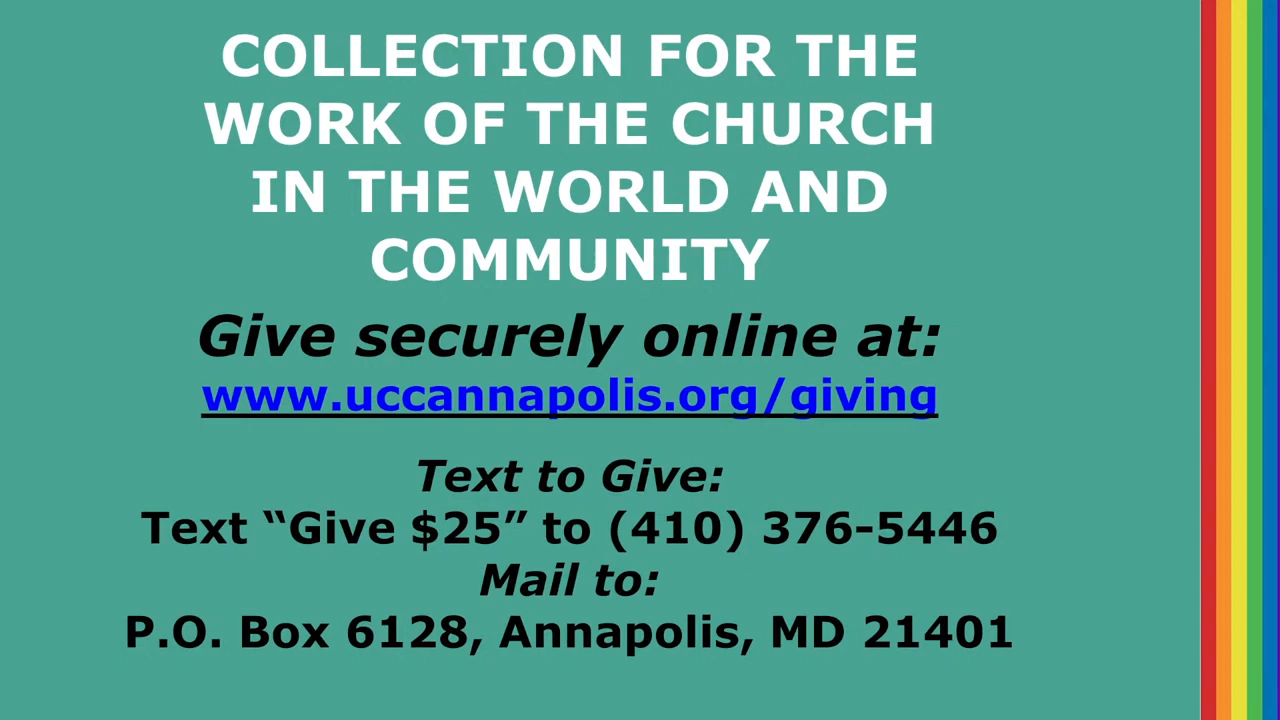 COLLECTION FOR THE
WORK OF THE CHURCH
IN THE WORLD AND
COMMUNITY
Give securely online at:
www.uccannapolis.org/giving
Text to Give:
Text “Give $25” to (410) 376-5446
Mail to:
P.O. Box 6128, Annapolis, MD 21401